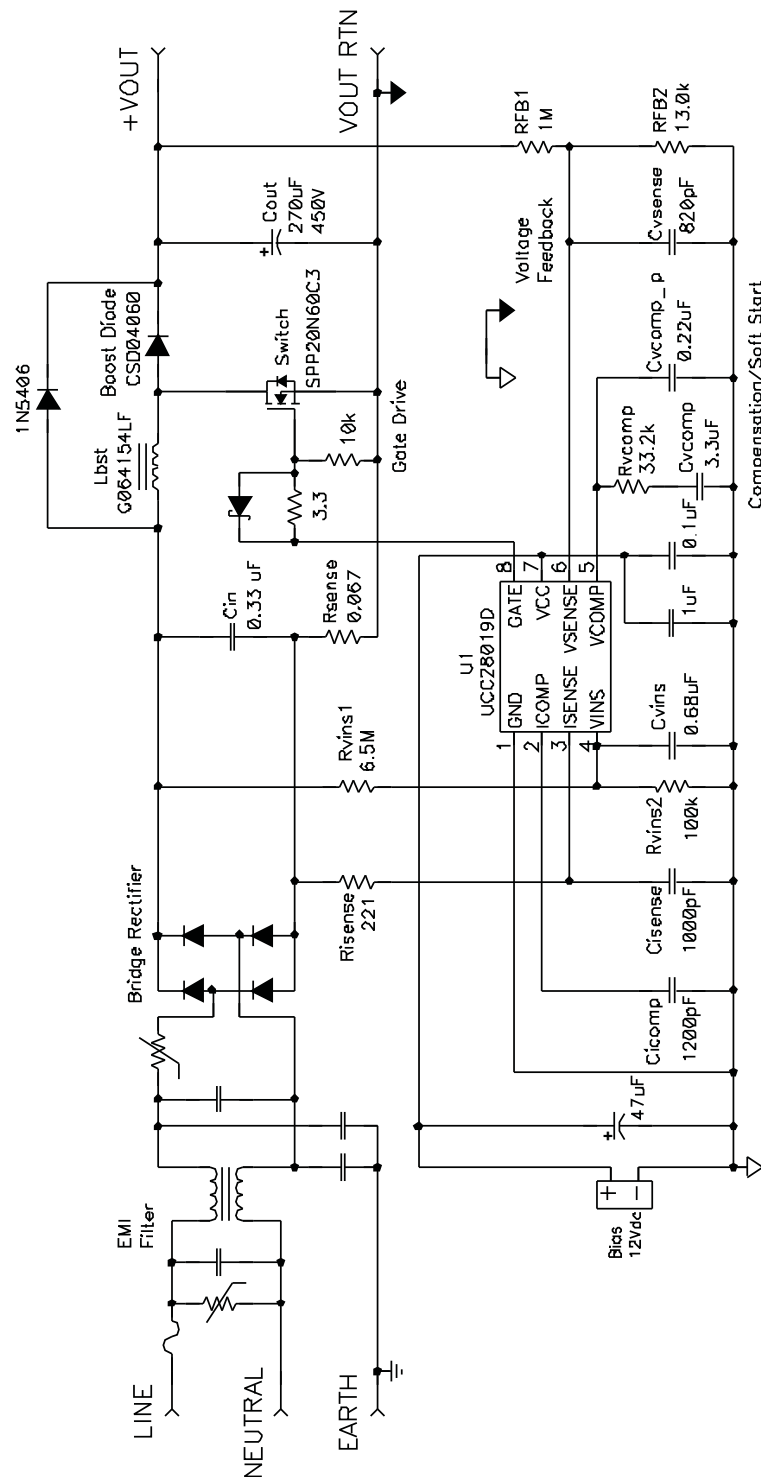 LINE
NEUTRAL
EARTH
EMI
Filter
Bridge Rectifier
1N5406
Lbst
G064154LF
Boost Diode
CSD04060
+VOUT
VOUT RTN
Cin
0.33 uF
Rsense
0.067
3.3
10k
Switch
SPP20N60C3
Gate Drive
+
Cout
270uF
450V
Risense
221
Rvins1
6.5M
Voltage
Feedback
RFB1
1M
U1
UCC28019D
1
GND
2
ICOMP
3
ISENSE
4
VINS
8
GATE
7
VCC
6
VSENSE
5
VCOMP
Bias
12Vdc
+
-
+
47uF
Cicomp
1200pF
Cisense
1000pF
Rvins2
100k
Cvins
0.68uF
1uF
0.1uF
Rvcomp
33.2k
Cvcomp
3.3uF
Cvcomp_p
0.22uF
Cvsense
820pF
RFB2
13.0k
Compensation/Soft Start